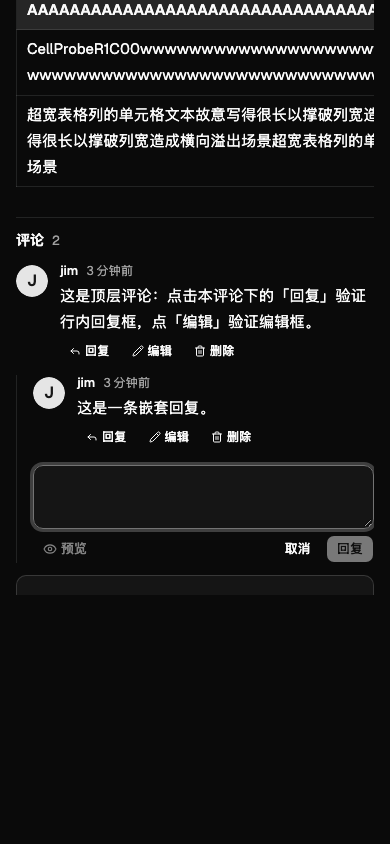 AAAAAAAAAAAAAAAAAAAAAAAAAAAAAAAAA
CellProbeR1C00wwwwwwwwwwwwwwwwwww
wwwwwwwwwwwwwwwwwwwwwwwwwwwwww
超宽表格列的单元格文本故意写得很长以撑破列宽造
得很长以撑破列宽造成横向溢出场景超宽表格列的单
场景
评论 2
J
jim 3 分钟前
这是顶层评论：点击本评论下的「回复」验证
行内回复框，点「编辑」验证编辑框。
回复 编辑 删除
J
jim 3 分钟前
这是一条嵌套回复。
回复 编辑 删除
预览 取消 回复